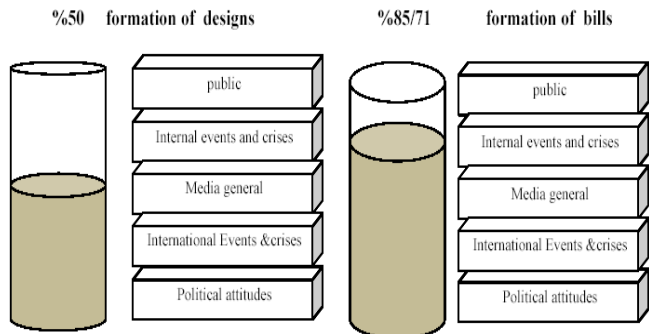 %50 formation of designs
public
Internal events and crises
Media general
International Events &crises
Political attitudes
%85/71 formation of bills
public
Internal events and crises
Media general
International Events &crises
Political attitudes